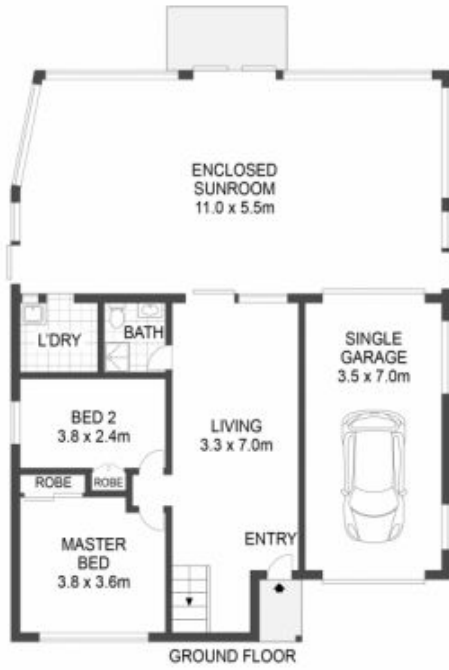 ENCLOSED
SUNROOM
11.0 x 5.5m
L'DRY
BATH
SINGLE
GARAGE
3.5 x 7.0m
BED 2
3.8 x 2.4m
LIVING
3.3 x 7.0m
ROBE
ROBE
MASTER
BED
3.8 x 3.6m
ENTRY
GROUND FLOOR